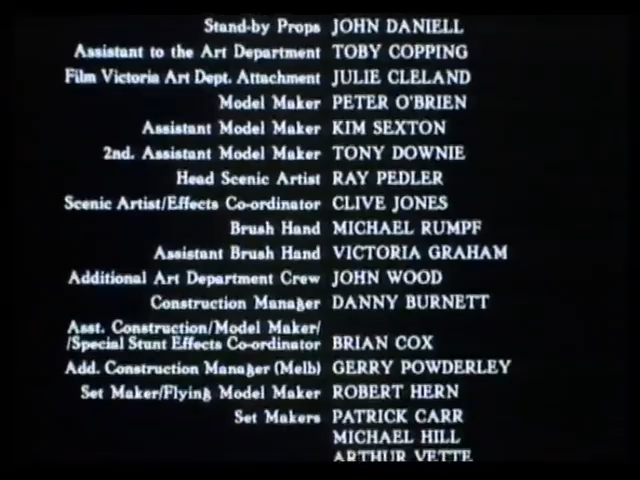 Stand-by Props JOHN DANIELL
Assistant to the Art Department TOBY COPPING
Film Victoria Art Dept. Attachment JULIE CLELAND
Model Maker PETER O'BRIEN
Assistant Model Maker KIM SEXTON
2nd. Assistant Model Maker TONY DOWNIE
Head Scenic Artist RAY PEDLER
Scenic Artist/Effects Co-ordinator CLIVE JONES
Brush Hand MICHAEL RUMPF
Assistant Brush Hand VICTORIA GRAHAM
Additional Art Department Crew JOHN WOOD
Construction Manager DANNY BURNETT
Asst. Construction/Model Maker/
/Special Stunt Effects Co-ordinator BRIAN COX
Add. Construction Manager (Melb) GERRY POWDERLEY
Set Maker/Flying Model Maker ROBERT HERN
Set Makers PATRICK CARR
MICHAEL HILL
ARTHUR VETTE